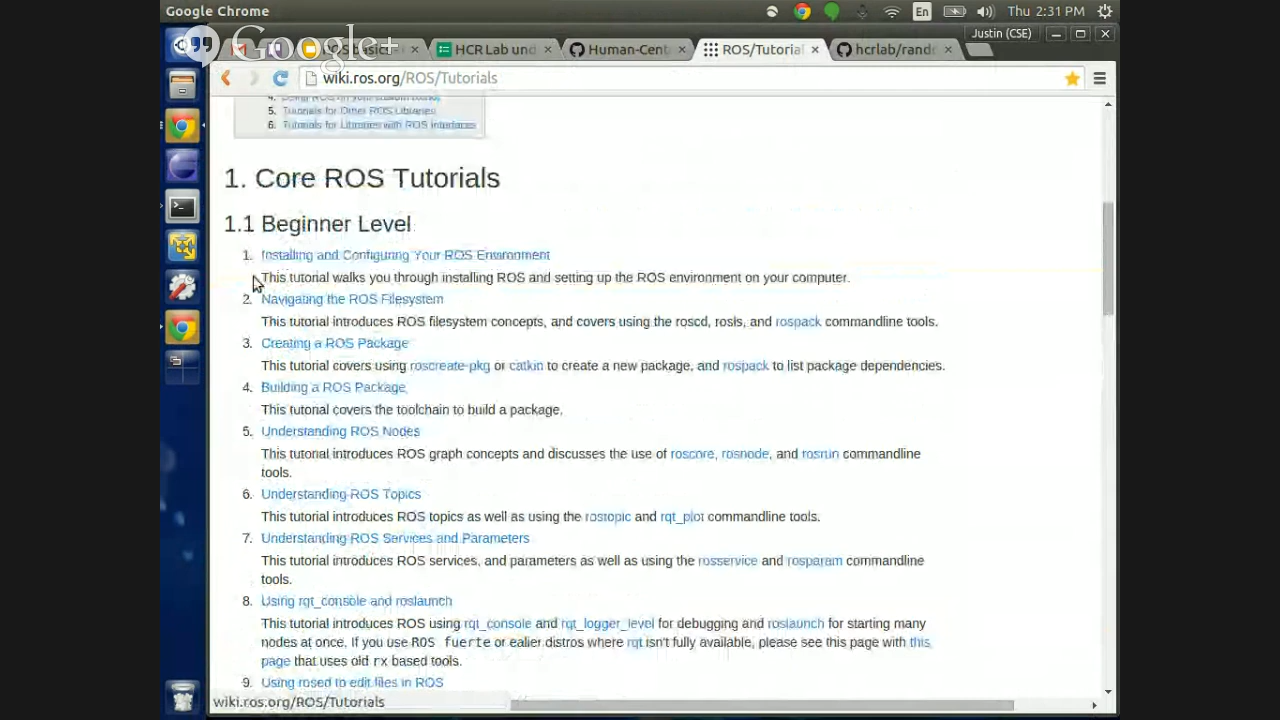 Google Chrome
En
Thu 2:31 PM
Google+
Justin (CSE)
HCR Lab und
Human-Cent
ROS/Tutorial
hcrlab/rand
wiki.ros.org/ROS/Tutorials
5. Tutorials for Other ROS Libraries
6. Tutorials for Libraries with ROS Interfaces
1. Core ROS Tutorials
1.1 Beginner Level
1. Installing and Configuring Your ROS Environment
This tutorial walks you through installing ROS and setting up the ROS environment on your computer.
2. Navigating the ROS Filesystem
This tutorial introduces ROS filesystem concepts, and covers using the roscd, rosls, and rospack commandline tools.
3. Creating a ROS Package
This tutorial covers using roscreate-pkg or catkin to create a new package, and rospack to list package dependencies.
4. Building a ROS Package
This tutorial covers the toolchain to build a package.
5. Understanding ROS Nodes
This tutorial introduces ROS graph concepts and discusses the use of roscore, rosnode, and rosrun commandline
tools.
6. Understanding ROS Topics
This tutorial introduces ROS topics as well as using the rostopic and rqt_plot commandline tools.
7. Understanding ROS Services and Parameters
This tutorial introduces ROS services, and parameters as well as using the rosservice and rosparam commandline
tools.
8. Using rqt_console and roslaunch
This tutorial introduces ROS using rqt_console and rqt_logger_level for debugging and roslaunch for starting many
nodes at once. If you use ROS fuerte or ealier distros where rqt isn't fully available, please see this page with this
page that uses old rx based tools.
9. Using rosed to edit files in ROS
wiki.ros.org/ROS/Tutorials